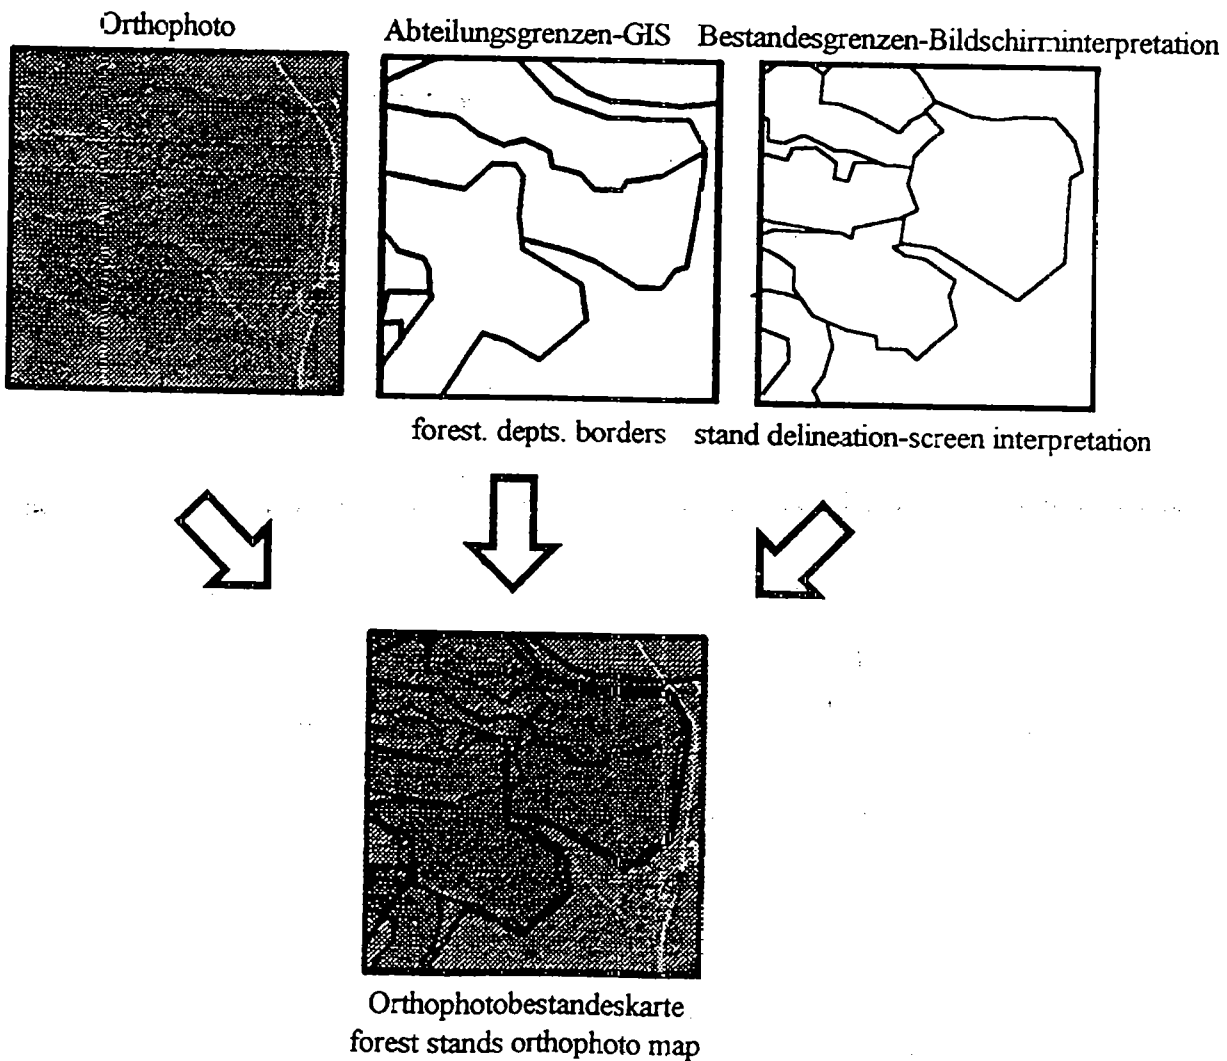 Orthophoto
Abteilungsgrenzen-GIS
Bestandesgrenzen-Bildschirminterpretation
forest. depts. borders
stand delineation-screen interpretation
Orthophotobestandeskarte
forest stands orthophoto map